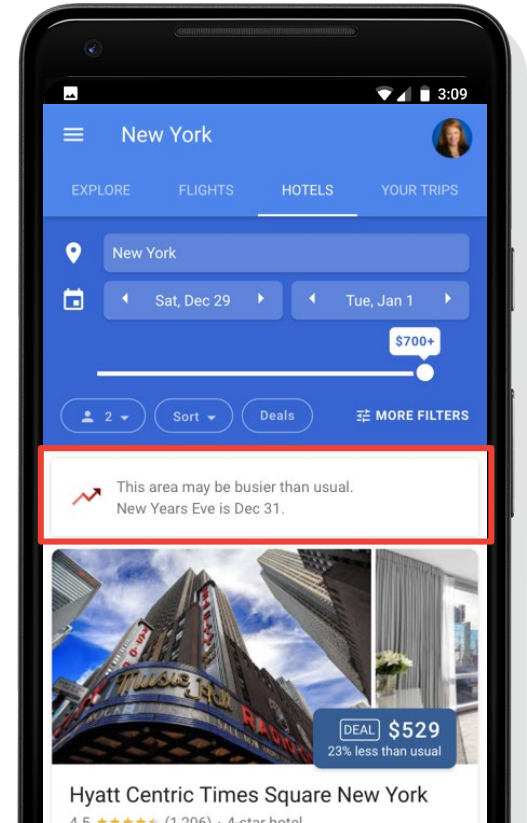 3:09
New York
EXPLORE FLIGHTS HOTELS YOUR TRIPS
New York
Sat, Dec 29 Tue, Jan 1
$700+
2 Sort Deals MORE FILTERS
This area may be busier than usual.
New Years Eve is Dec 31.
Music Hall
RADIO CITY
DEAL $529
23% less than usual
Hyatt Centric Times Square New York
4.5 (1,206) · 4-star hotel